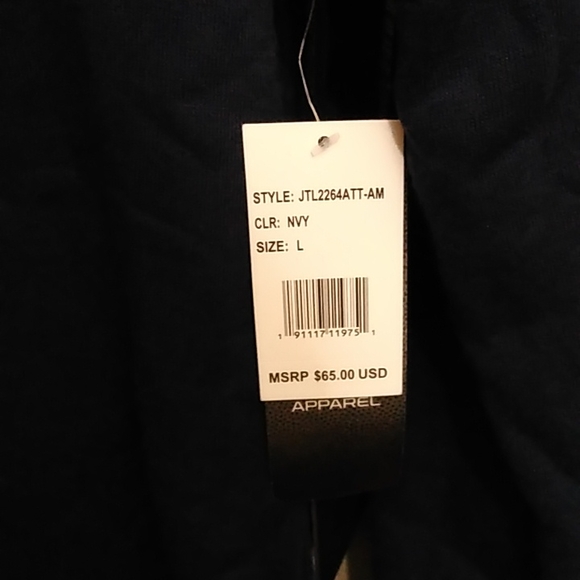 STYLE: JTL2264ATT-AM
CLR: NVY
SIZE: L
1 91117 11975 1
MSRP $65.00 USD
APPAREL